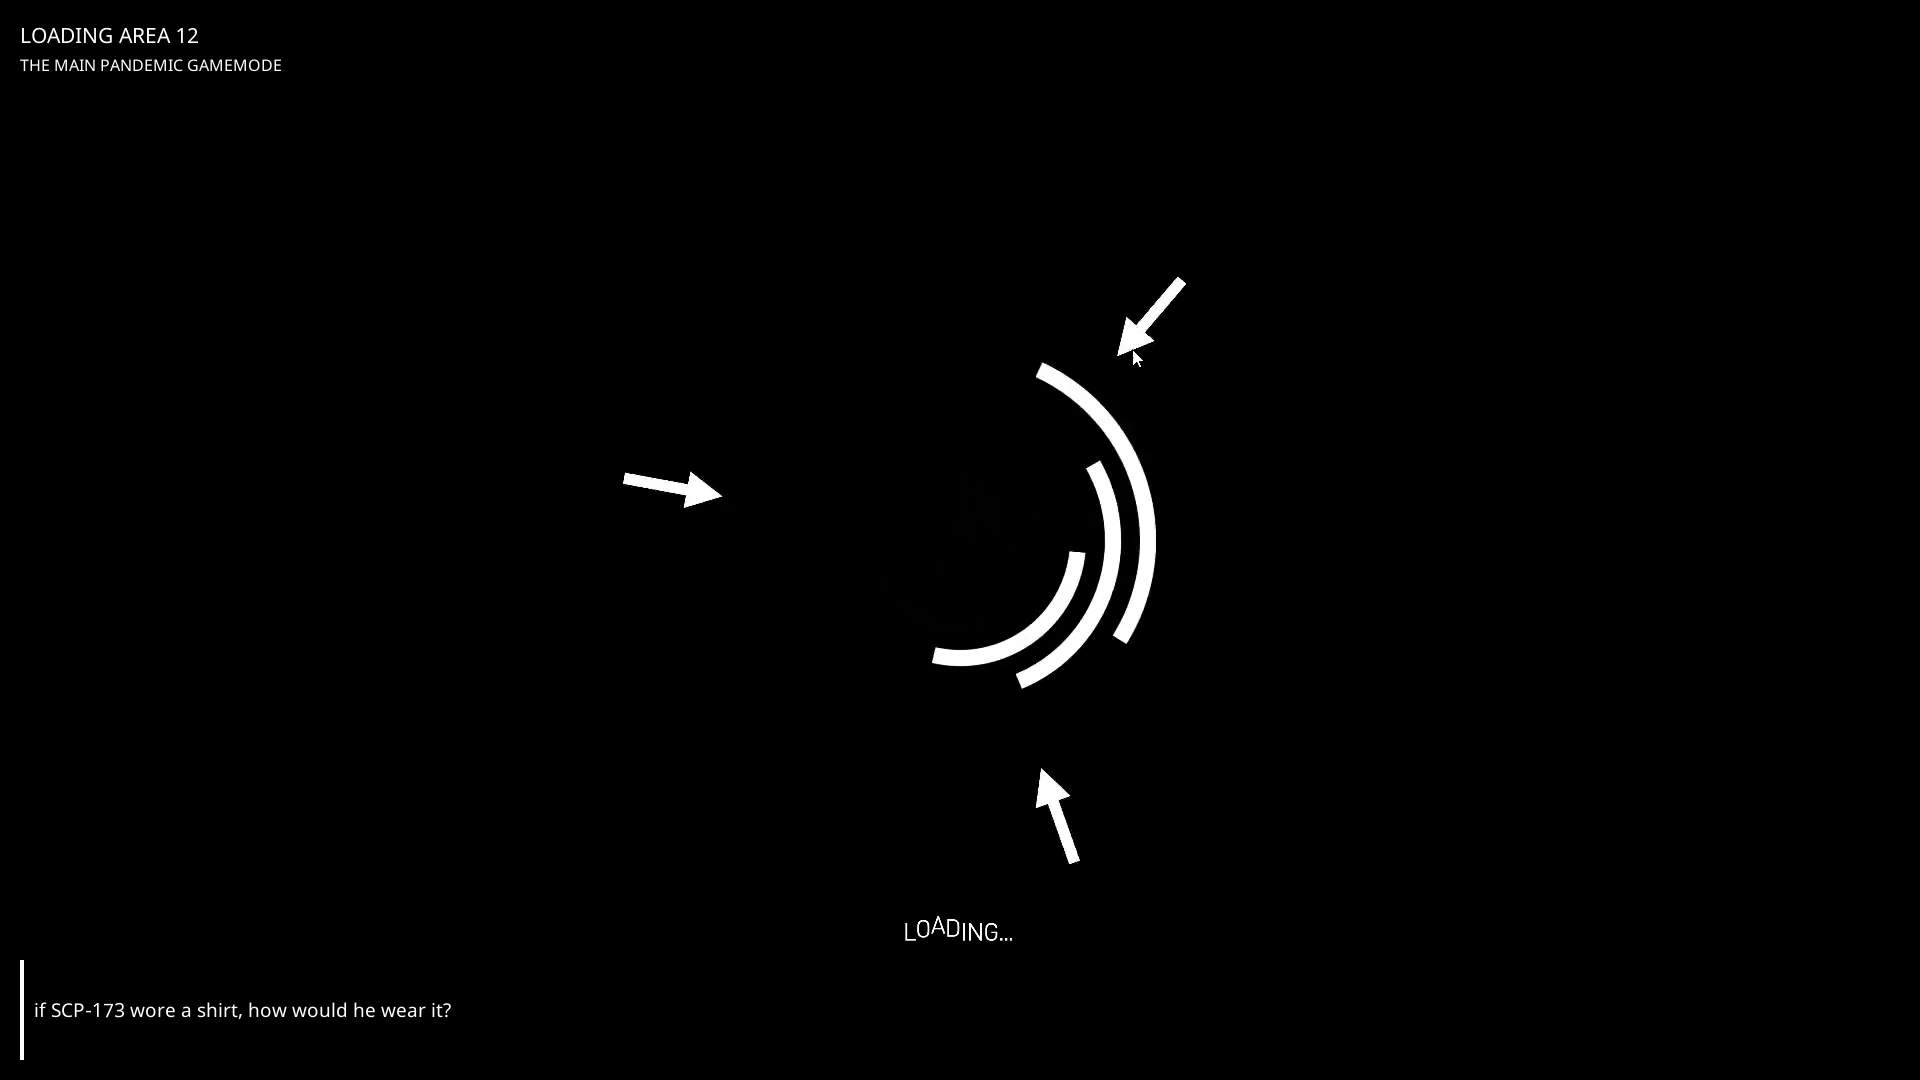 LOADING AREA 12
THE MAIN PANDEMIC GAMEMODE
LOADING...
if SCP-173 wore a shirt, how would he wear it?